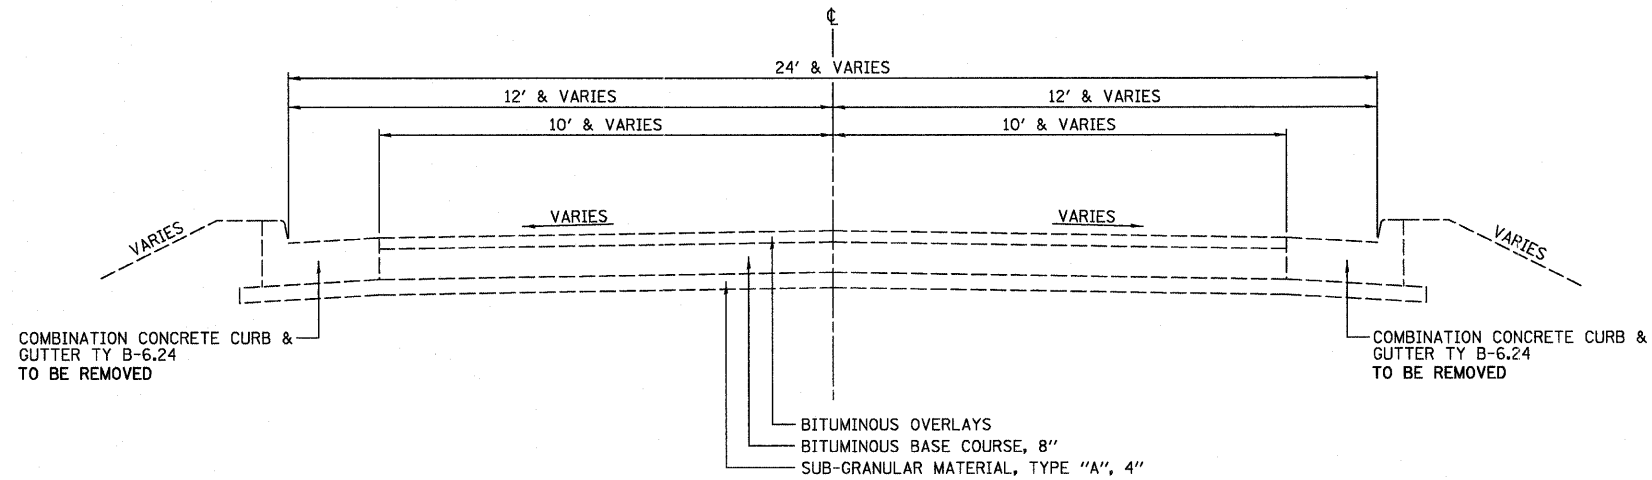 ℄
24' & VARIES
12' & VARIES
12' & VARIES
10' & VARIES
10' & VARIES
VARIES
VARIES
VARIES
VARIES
COMBINATION CONCRETE CURB &
GUTTER TY B-6.24
TO BE REMOVED
COMBINATION CONCRETE CURB &
GUTTER TY B-6.24
TO BE REMOVED
BITUMINOUS OVERLAYS
BITUMINOUS BASE COURSE, 8"
SUB-GRANULAR MATERIAL, TYPE "A", 4"